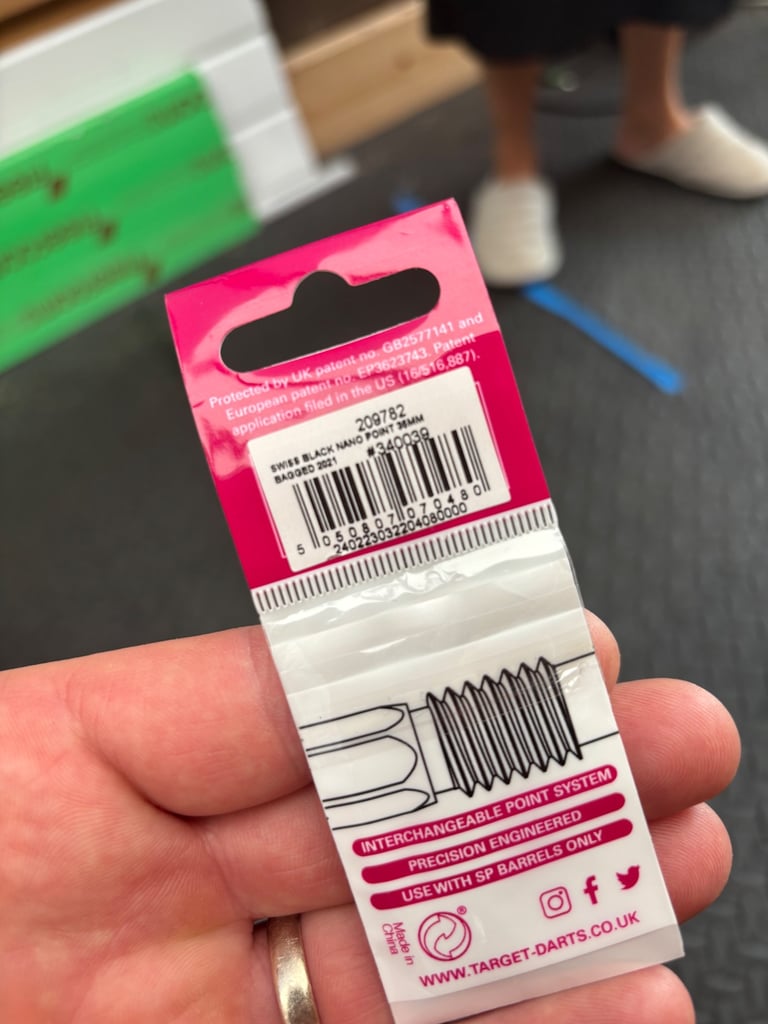 Protected by UK patent no. GB2577141 and
European patent no. EP3623743. Patent
application filed in the US (16/516,887).
209782
SWISS BLACK NANO POINT 36MM
BAGGED 2021
#340039
5 050807 070480
240223032204080000
INTERCHANGEABLE POINT SYSTEM
PRECISION ENGINEERED
USE WITH SP BARRELS ONLY
Made in
China
®
WWW.TARGET-DARTS.CO.UK